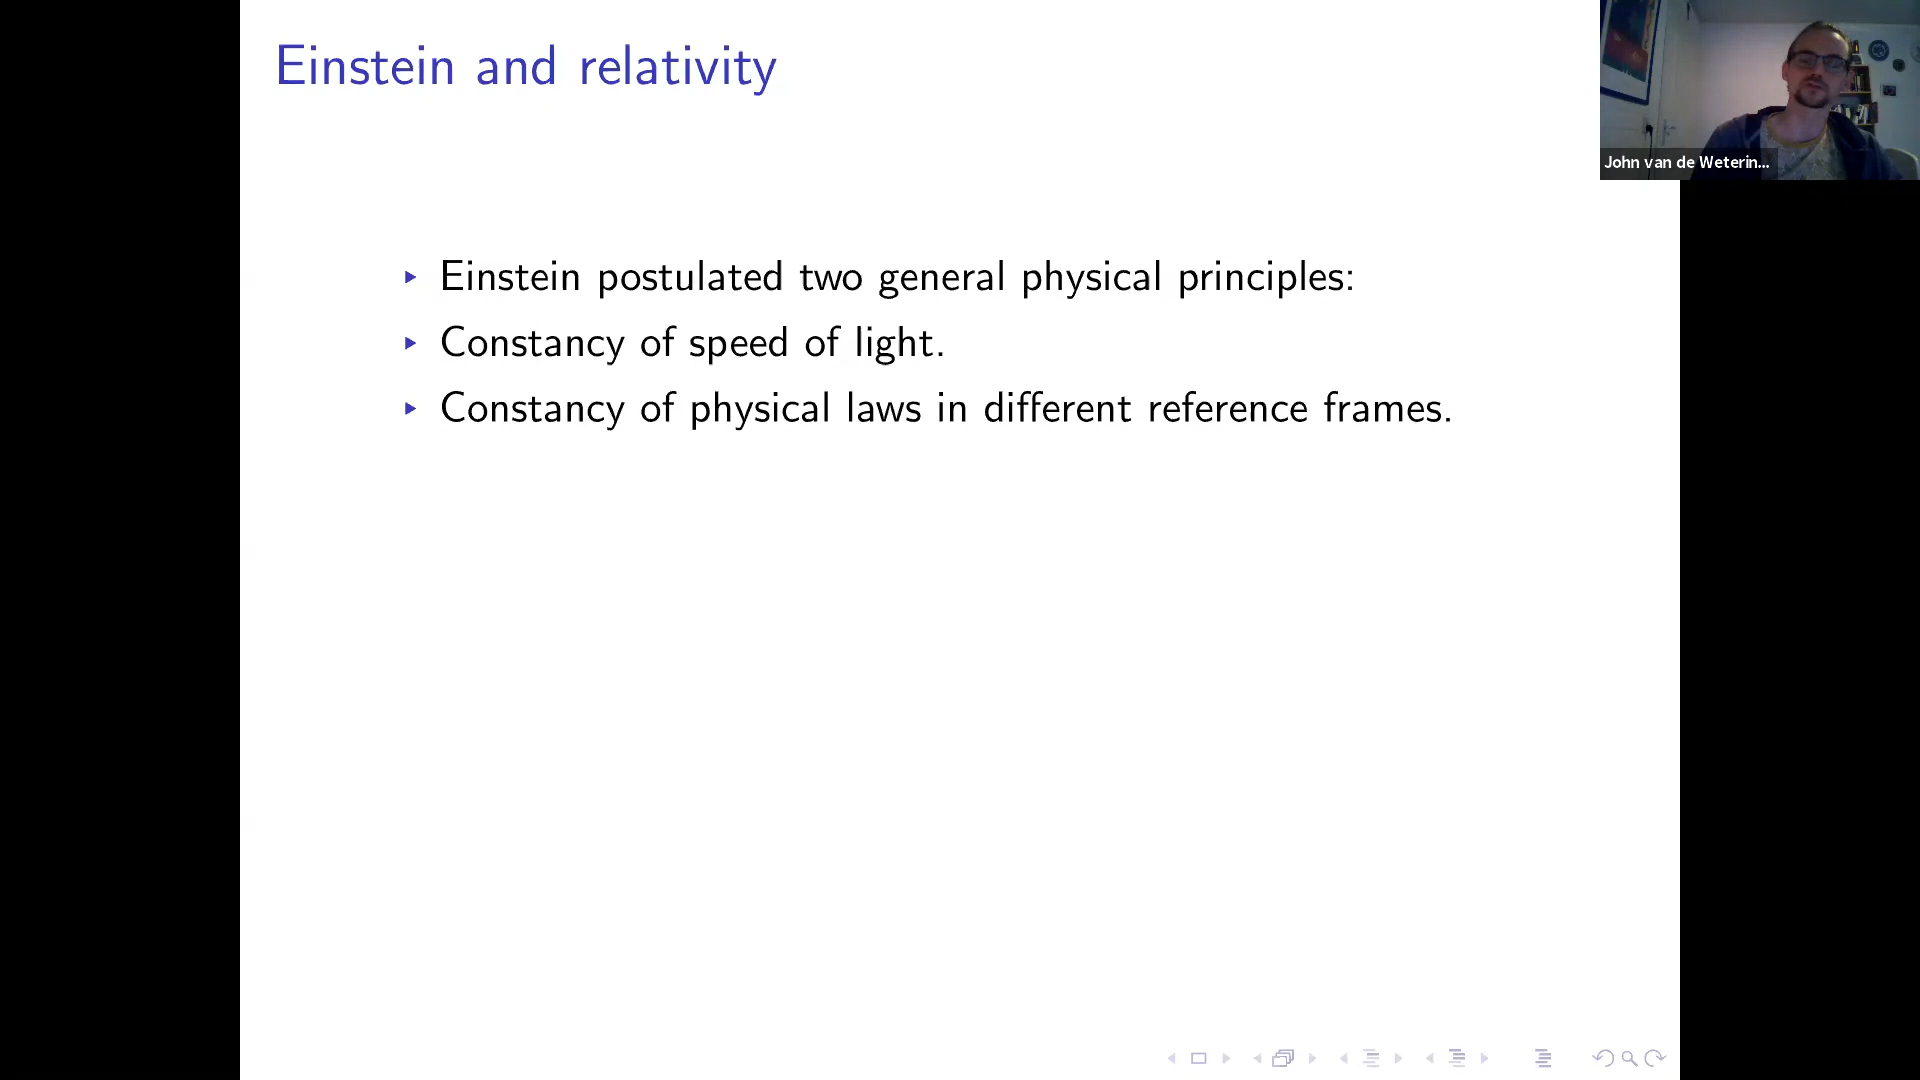 Einstein and relativity
John van de Weterin...
▸ Einstein postulated two general physical principles:
▸ Constancy of speed of light.
▸ Constancy of physical laws in different reference frames.